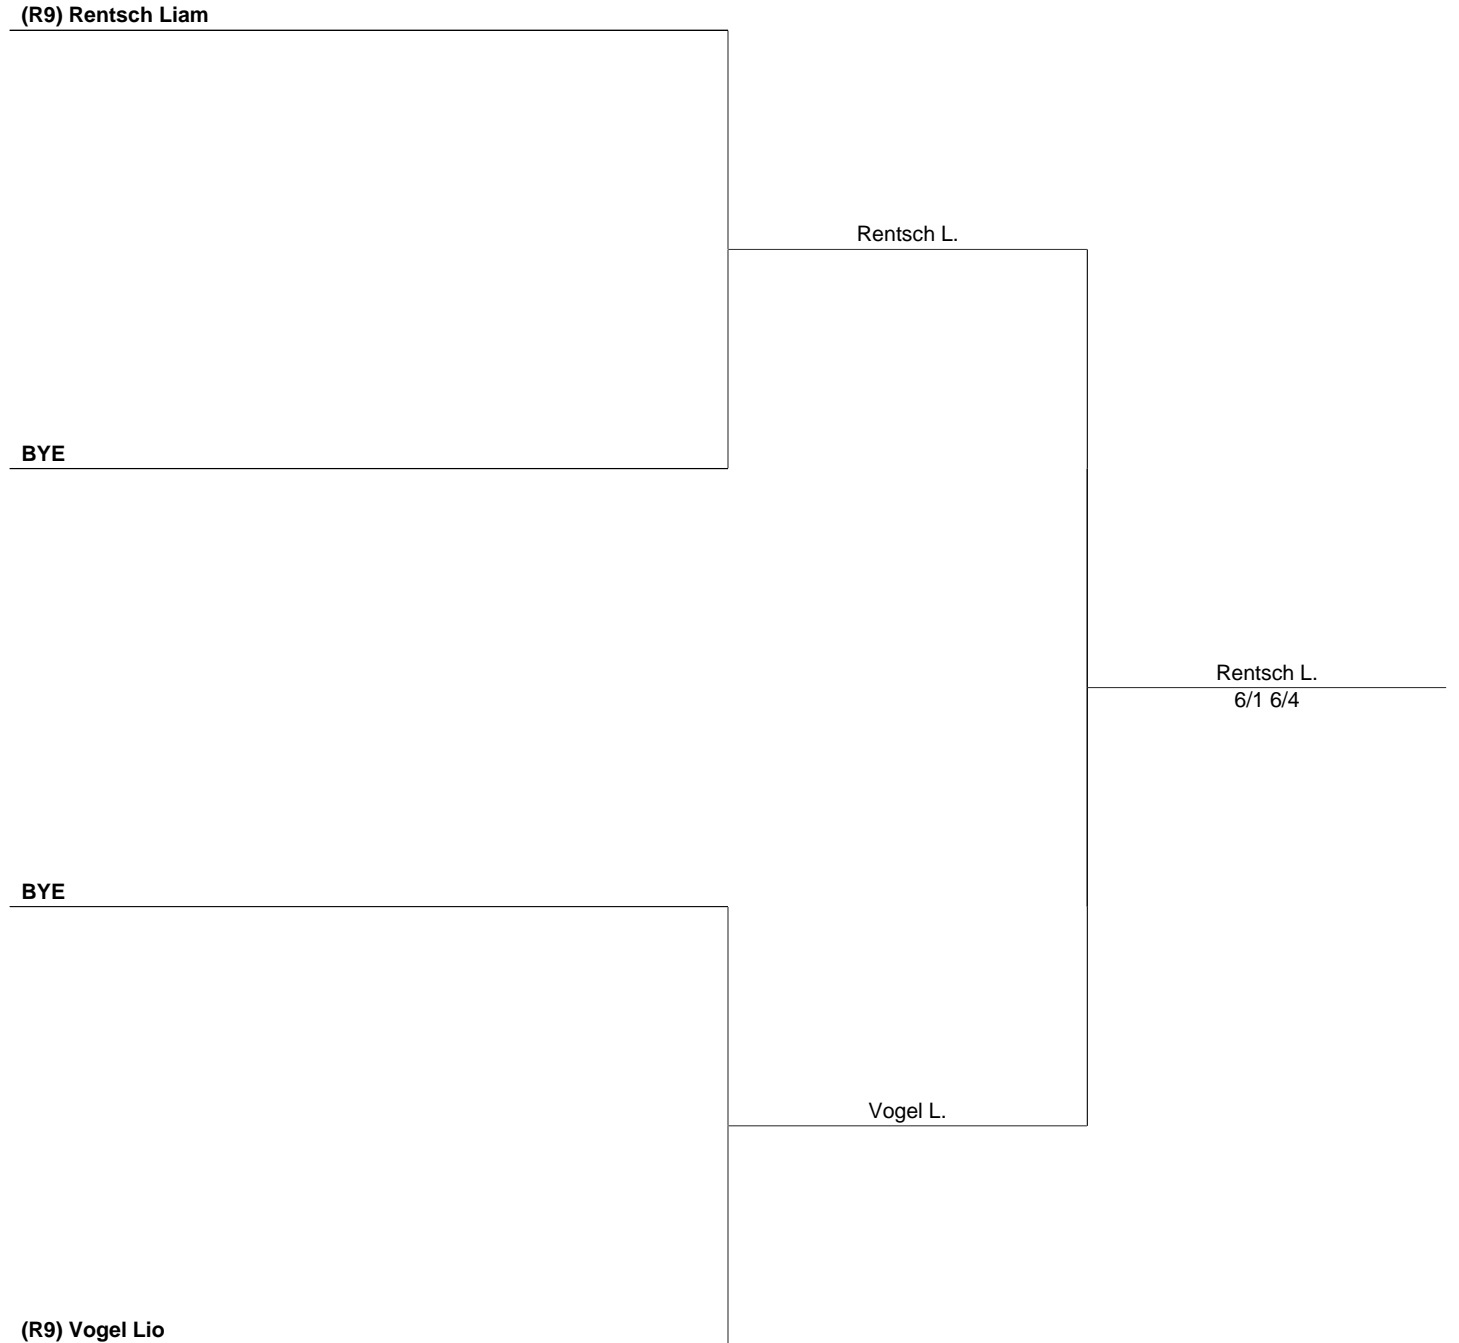 (R9) Rentsch Liam
Rentsch L.
BYE
Rentsch L.
6/1 6/4
BYE
Vogel L.
(R9) Vogel Lio